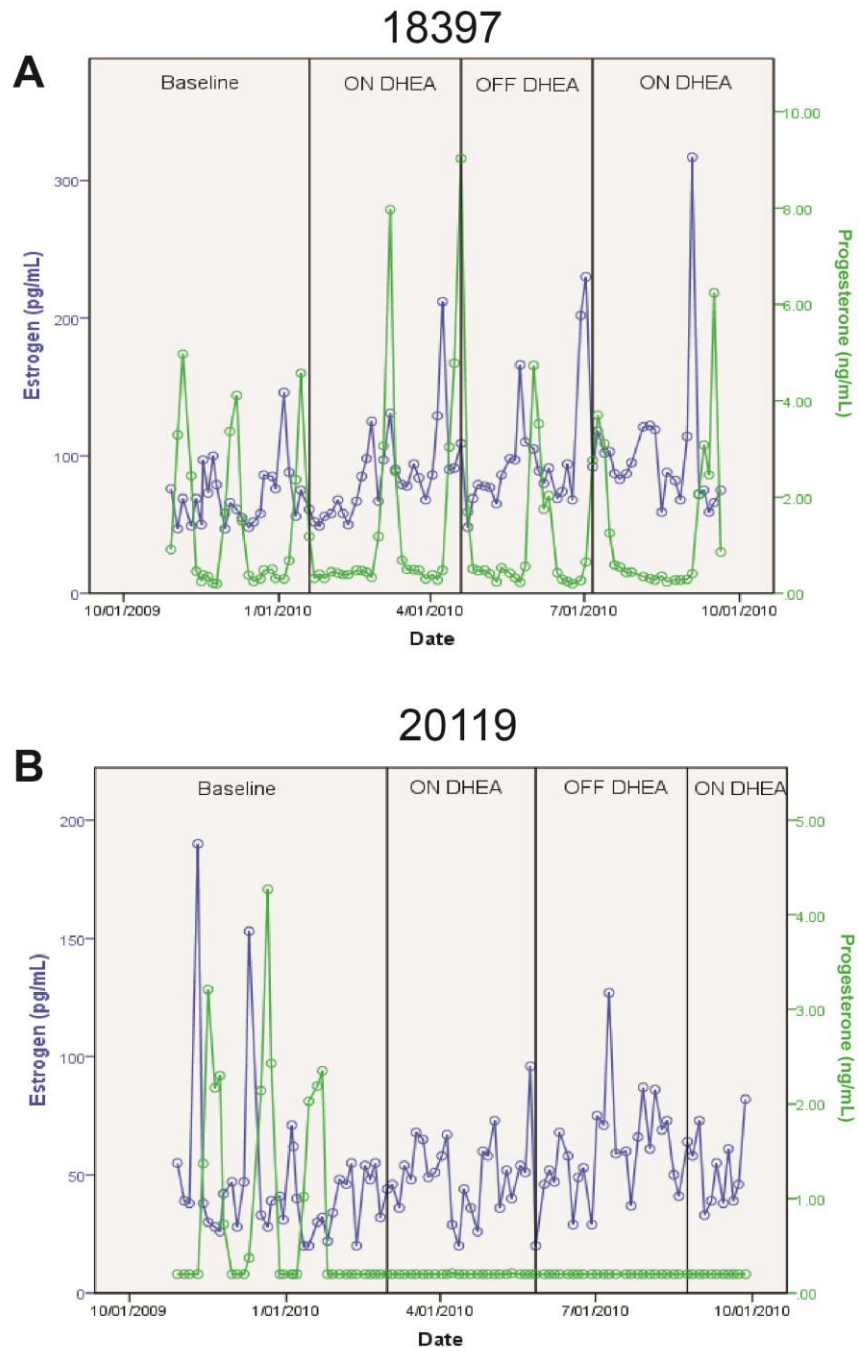 18397
A
Baseline ON DHEA OFF DHEA ON DHEA
10.00
300
8.00
Estrogen (pg/mL)
Progesterone (ng/mL)
200
6.00
4.00
100
2.00
0
.00
10/01/2009 1/01/2010 4/01/2010 7/01/2010 10/01/2010
Date
20119
B
Baseline ON DHEA OFF DHEA ON DHEA
200
5.00
150
4.00
Estrogen (pg/mL)
Progesterone (ng/mL)
3.00
100
2.00
50
1.00
0
.00
10/01/2009 1/01/2010 4/01/2010 7/01/2010 10/01/2010
Date